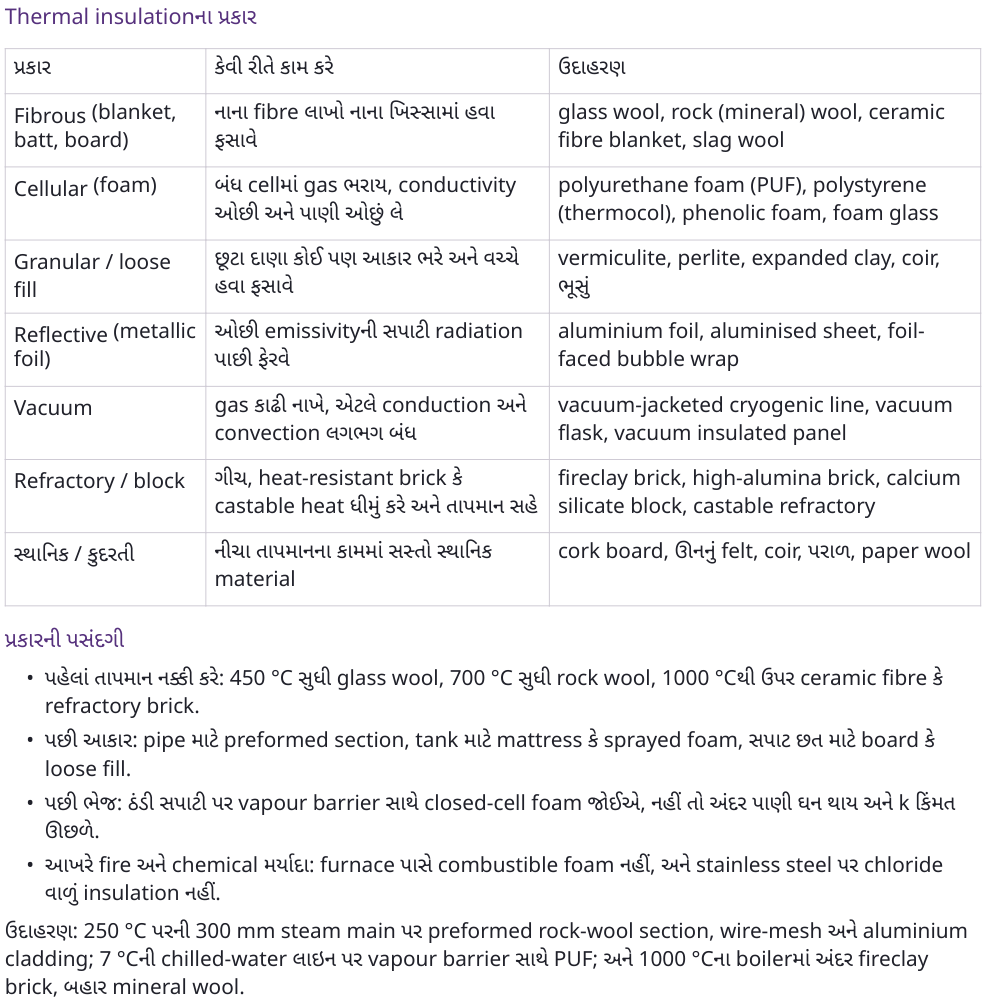 Thermal insulationના પ્રકાર
પ્રકાર
કેવી રીતે કામ કરે
ઉદાહરણ
Fibrous (blanket,
batt, board)
નાના fibre લાખો નાના ખિસ્સામાં હવા
ફસાવે
glass wool, rock (mineral) wool, ceramic
fibre blanket, slag wool
Cellular (foam)
બંધ cellમાં gas ભરાય, conductivity
ઓછી અને પાણી ઓછું લે
polyurethane foam (PUF), polystyrene
(thermocol), phenolic foam, foam glass
Granular / loose
fill
છૂટા દાણા કોઈ પણ આકાર ભરે અને વચ્ચે
હવા ફસાવે
vermiculite, perlite, expanded clay, coir,
ભૂસું
Reflective (metallic
foil)
ઓછી emissivityની સપાટી radiation
પાછી ફેરવે
aluminium foil, aluminised sheet, foil-
faced bubble wrap
Vacuum
gas કાઢી નાખે, એટલે conduction અને
convection લગભગ બંધ
vacuum-jacketed cryogenic line, vacuum
flask, vacuum insulated panel
Refractory / block
ગીચ, heat-resistant brick કે
castable heat ધીમું કરે અને તાપમાન સહે
fireclay brick, high-alumina brick, calcium
silicate block, castable refractory
સ્થાનિક / કુદરતી
નીચા તાપમાનના કામમાં સસ્તો સ્થાનિક
material
cork board, ઊનનું felt, coir, પરાળ, paper wool
પ્રકારની પસંદગી
• પહેલાં તાપમાન નક્કી કરે: 450 °C સુધી glass wool, 700 °C સુધી rock wool, 1000 °Cથી ઉપર ceramic fibre કે
refractory brick.
• પછી આકાર: pipe માટે preformed section, tank માટે mattress કે sprayed foam, સપાટ છત માટે board કે
loose fill.
• પછી ભેજ: ઠંડી સપાટી પર vapour barrier સાથે closed-cell foam જોઈએ, નહીં તો અંદર પાણી ઘન થાય અને k કિંમત
ઊછળે.
• આખરે fire અને chemical મર્યાદા: furnace પાસે combustible foam નહીં, અને stainless steel પર chloride
વાળું insulation નહીં.
ઉદાહરણ: 250 °C પરની 300 mm steam main પર preformed rock-wool section, wire-mesh અને aluminium
cladding; 7 °Cની chilled-water લાઇન પર vapour barrier સાથે PUF; અને 1000 °Cના boilerમાં અંદર fireclay
brick, બહાર mineral wool.